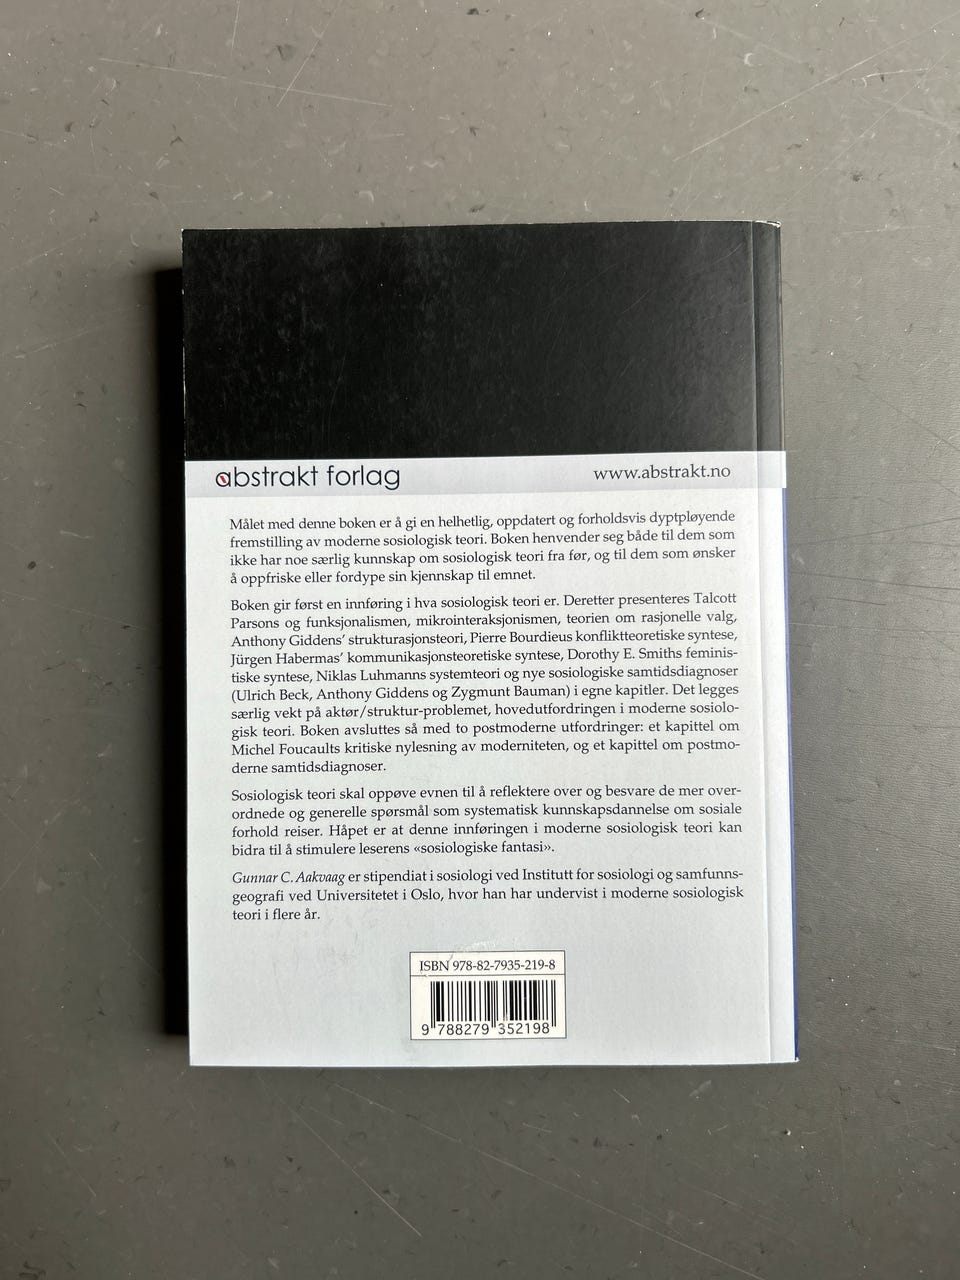 abstrakt forlag
www.abstrakt.no
Målet med denne boken er å gi en helhetlig, oppdatert og forholdsvis dyptpløyende
fremstilling av moderne sosiologisk teori. Boken henvender seg både til dem som
ikke har noe særlig kunnskap om sosiologisk teori fra før, og til dem som ønsker
å oppfriske eller fordype sin kjennskap til emnet.
Boken gir først en innføring i hva sosiologisk teori er. Deretter presenteres Talcott
Parsons og funksjonalismen, mikrointeraksjonismen, teorien om rasjonelle valg,
Anthony Giddens' strukturasjonsteori, Pierre Bourdieus konfliktteoretiske syntese,
Jürgen Habermas' kommunikasjonsteoretiske syntese, Dorothy E. Smiths feminis-
tiske syntese, Niklas Luhmanns systemteori og nye sosiologiske samtidsdiagnoser
(Ulrich Beck, Anthony Giddens og Zygmunt Bauman) i egne kapitler. Det legges
særlig vekt på aktør/struktur-problemet, hovedutfordringen i moderne sosiolo-
gisk teori. Boken avsluttes så med to postmoderne utfordringer: et kapittel om
Michel Foucaults kritiske nylesning av moderniteten, og et kapittel om postmo-
derne samtidsdiagnoser.
Sosiologisk teori skal oppøve evnen til å reflektere over og besvare de mer over-
ordnede og generelle spørsmål som systematisk kunnskapsdannelse om sosiale
forhold reiser. Håpet er at denne innføringen i moderne sosiologisk teori kan
bidra til å stimulere leserens «sosiologiske fantasi».
Gunnar C. Aakvaag er stipendiat i sosiologi ved Institutt for sosiologi og samfunns-
geografi ved Universitetet i Oslo, hvor han har undervist i moderne sosiologisk
teori i flere år.
ISBN 978-82-7935-219-8
9 788279 352198